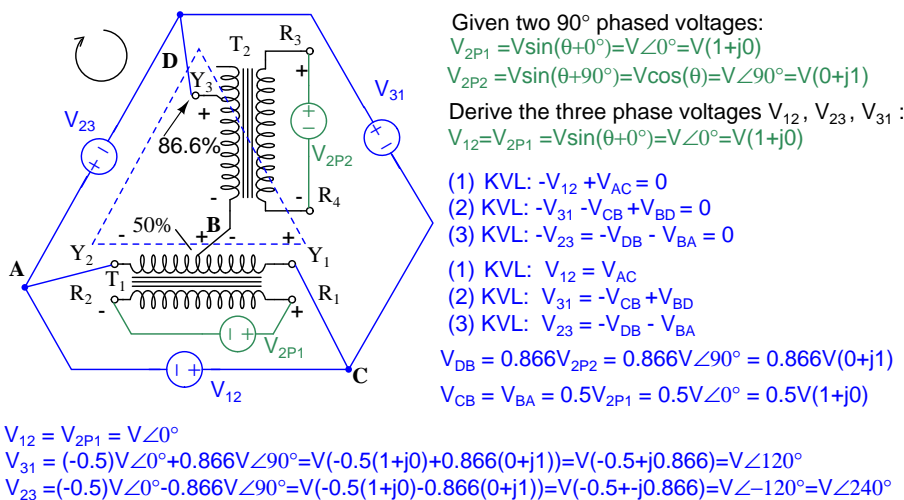 D
T₂
R₃
Y₃
+
+
V₂₃
V₃₁
86.6%
+
−
V₂P₂
-
-
R₄
50%
B
-
+
-
+
A
Y₂
Y₁
T₁
R₂
R₁
-
+
− +
V₂P₁
− +
V₁₂
C
Given two 90° phased voltages:
V₂P₁ =Vsin(θ+0°)=V∠0°=V(1+j0)
V₂P₂ =Vsin(θ+90°)=Vcos(θ)=V∠90°=V(0+j1)
Derive the three phase voltages V₁₂, V₂₃, V₃₁ :
V₁₂=V₂P₁ =Vsin(θ+0°)=V∠0°=V(1+j0)
(1) KVL: -V₁₂ +VAC = 0
(2) KVL: -V₃₁ -VCB +VBD = 0
(3) KVL: -V₂₃ = -VDB - VBA = 0
(1) KVL: V₁₂ = VAC
(2) KVL: V₃₁ = -VCB +VBD
(3) KVL: V₂₃ = -VDB - VBA
VDB = 0.866V₂P₂ = 0.866V∠90° = 0.866V(0+j1)
VCB = VBA = 0.5V₂P₁ = 0.5V∠0° = 0.5V(1+j0)
V₁₂ = V₂P₁ = V∠0°
V₃₁ = (-0.5)V∠0°+0.866V∠90°=V(-0.5(1+j0)+0.866(0+j1))=V(-0.5+j0.866)=V∠120°
V₂₃ =(-0.5)V∠0°-0.866V∠90°=V(-0.5(1+j0)-0.866(0+j1))=V(-0.5+-j0.866)=V∠−120°=V∠240°